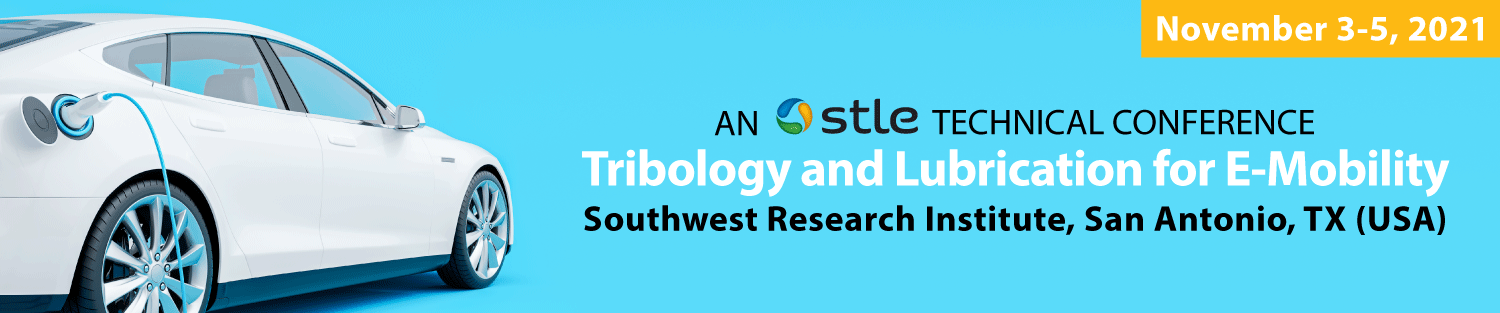 November 3-5, 2021
AN stle TECHNICAL CONFERENCE
Tribology and Lubrication for E-Mobility
Southwest Research Institute, San Antonio, TX (USA)